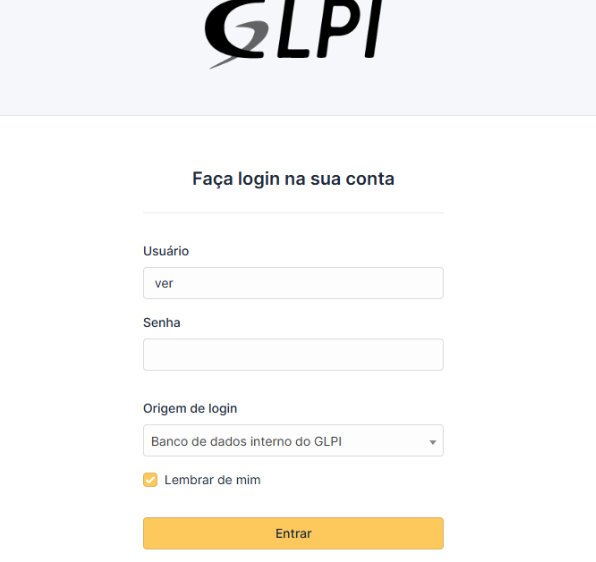 GLPI
Faça login na sua conta
Usuário
ver
Senha
Origem de login
Banco de dados interno do GLPI
Lembrar de mim
Entrar